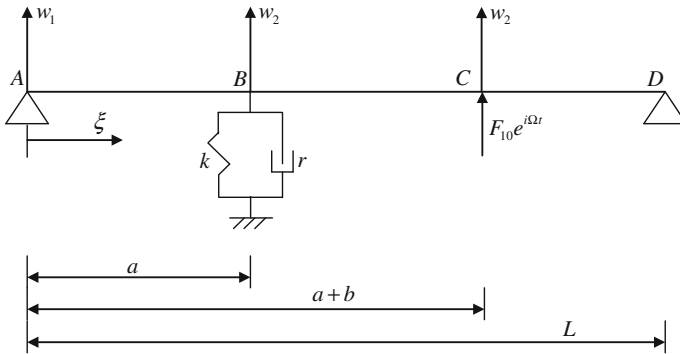 w₁ w₂ w₂
A B C D
F₁₀e^{iΩt}
ξ
k r
a
a + b
L